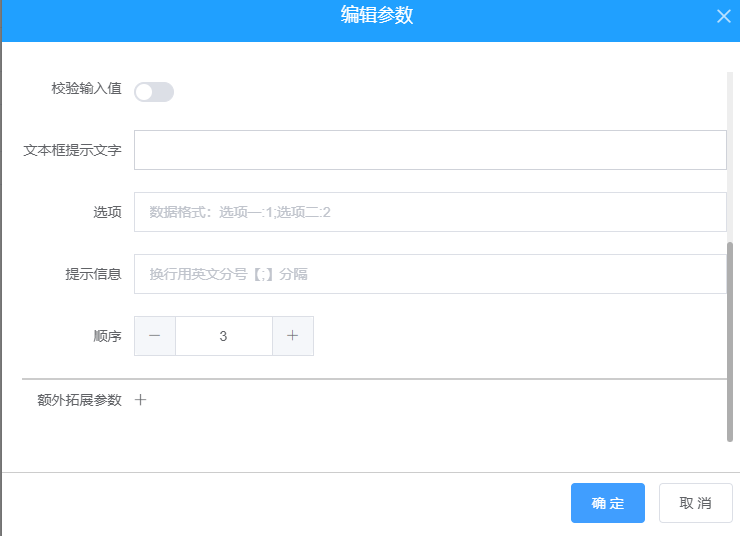 编辑参数
校验输入值
文本框提示文字
选项 数据格式：选项一:1;选项二:2
提示信息 换行用英文分号【;】分隔
顺序 3
额外拓展参数
确 定 取 消